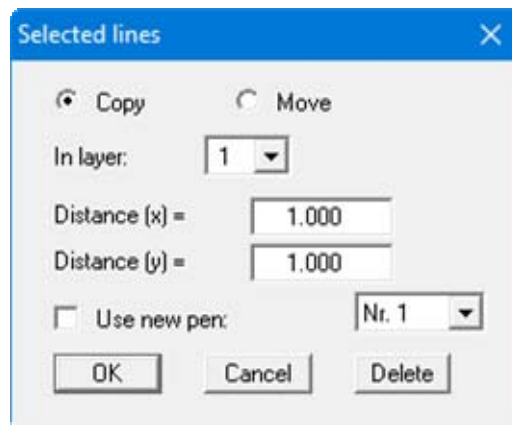 Selected lines
Copy Move
In layer: 1
Distance (x) = 1.000
Distance (y) = 1.000
Use new pen: Nr. 1
OK Cancel Delete